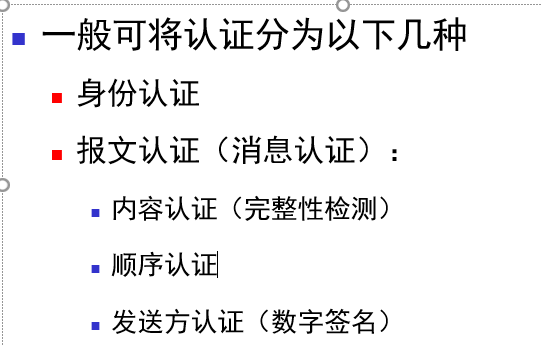 一般可将认证分为以下几种
身份认证
报文认证（消息认证）：
内容认证（完整性检测）
顺序认证
发送方认证（数字签名）